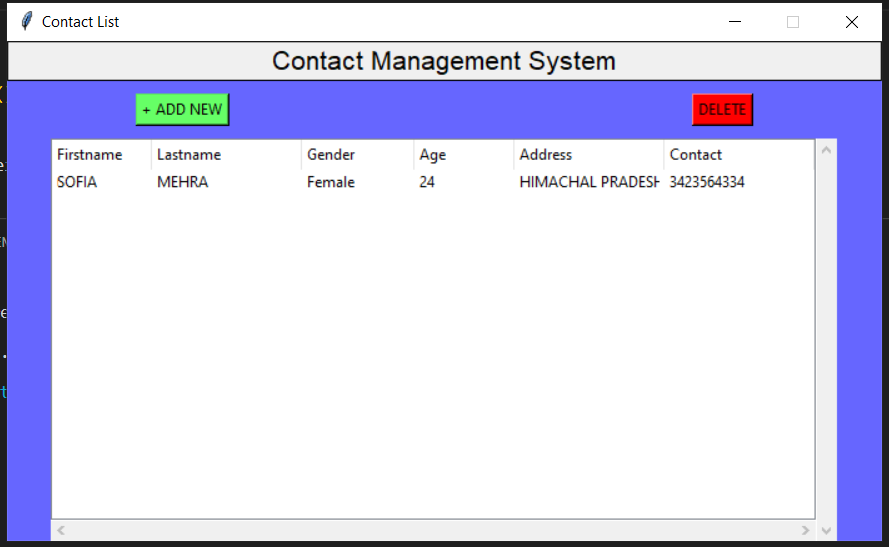 Contact List
Contact Management System
+ ADD NEW DELETE
Firstname Lastname Gender Age Address Contact
SOFIA MEHRA Female 24 HIMACHAL PRADESH 3423564334